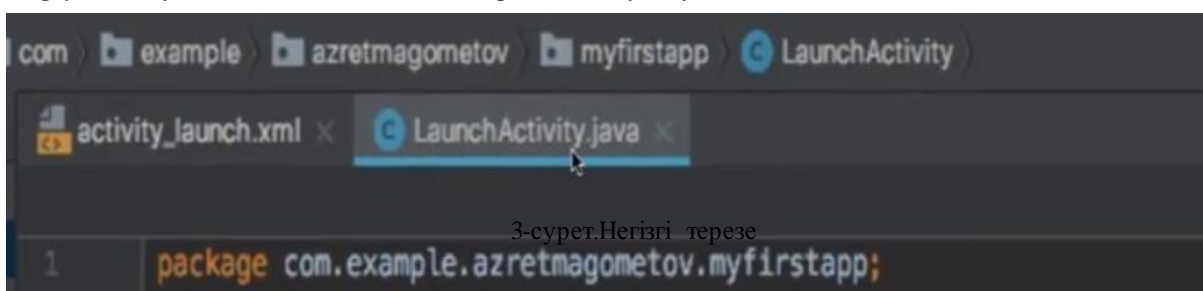 com example azretmagometov myfirstapp LaunchActivity
activity_launch.xml LaunchActivity.java
3-сурет.Негізгі терезе
1 package com.example.azretmagometov.myfirstapp;